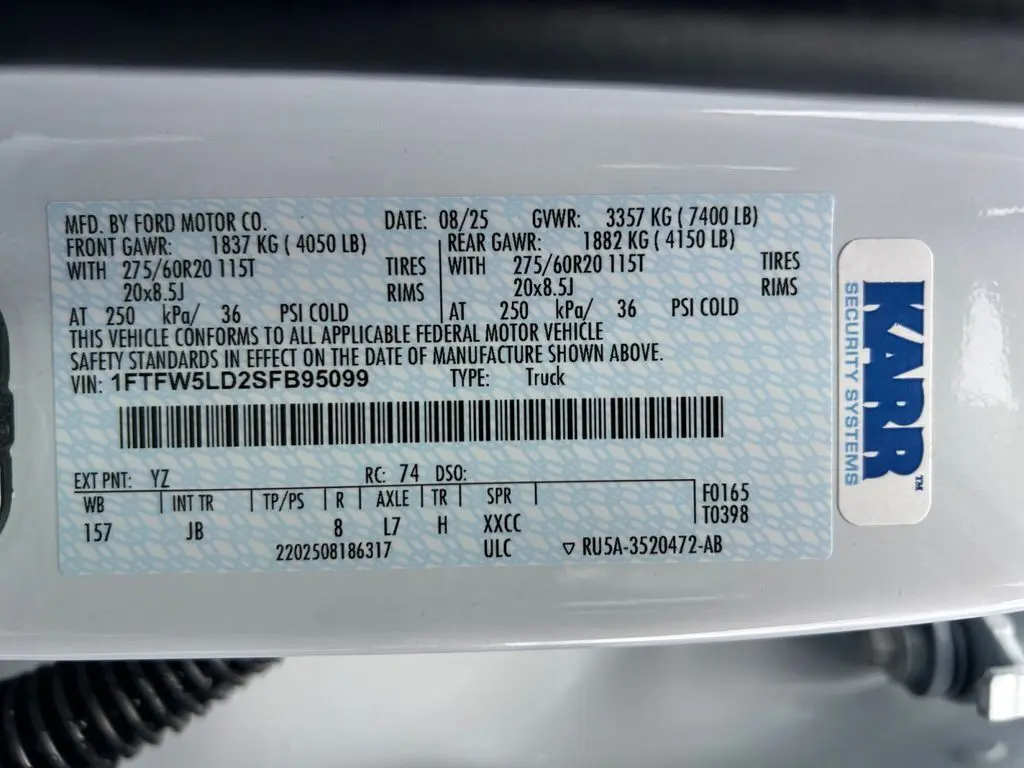 MFD. BY FORD MOTOR CO. DATE: 08/25 GVWR: 3357 KG ( 7400 LB)
FRONT GAWR: 1837 KG ( 4050 LB) REAR GAWR: 1882 KG ( 4150 LB)
WITH 275/60R20 115T TIRES WITH 275/60R20 115T TIRES
20x8.5J RIMS 20x8.5J RIMS
AT 250 kPa/ 36 PSI COLD AT 250 kPa/ 36 PSI COLD
THIS VEHICLE CONFORMS TO ALL APPLICABLE FEDERAL MOTOR VEHICLE
SAFETY STANDARDS IN EFFECT ON THE DATE OF MANUFACTURE SHOWN ABOVE.
VIN: 1FTFW5LD2SFB95099 TYPE: Truck
EXT PNT: YZ RC: 74 DSO:
WB INT TR TP/PS R AXLE TR SPR F0165
157 JB 8 L7 H XXCC T0398
2202508186317 ULC ▽ RU5A-3520472-AB
KARR™
SECURITY SYSTEMS